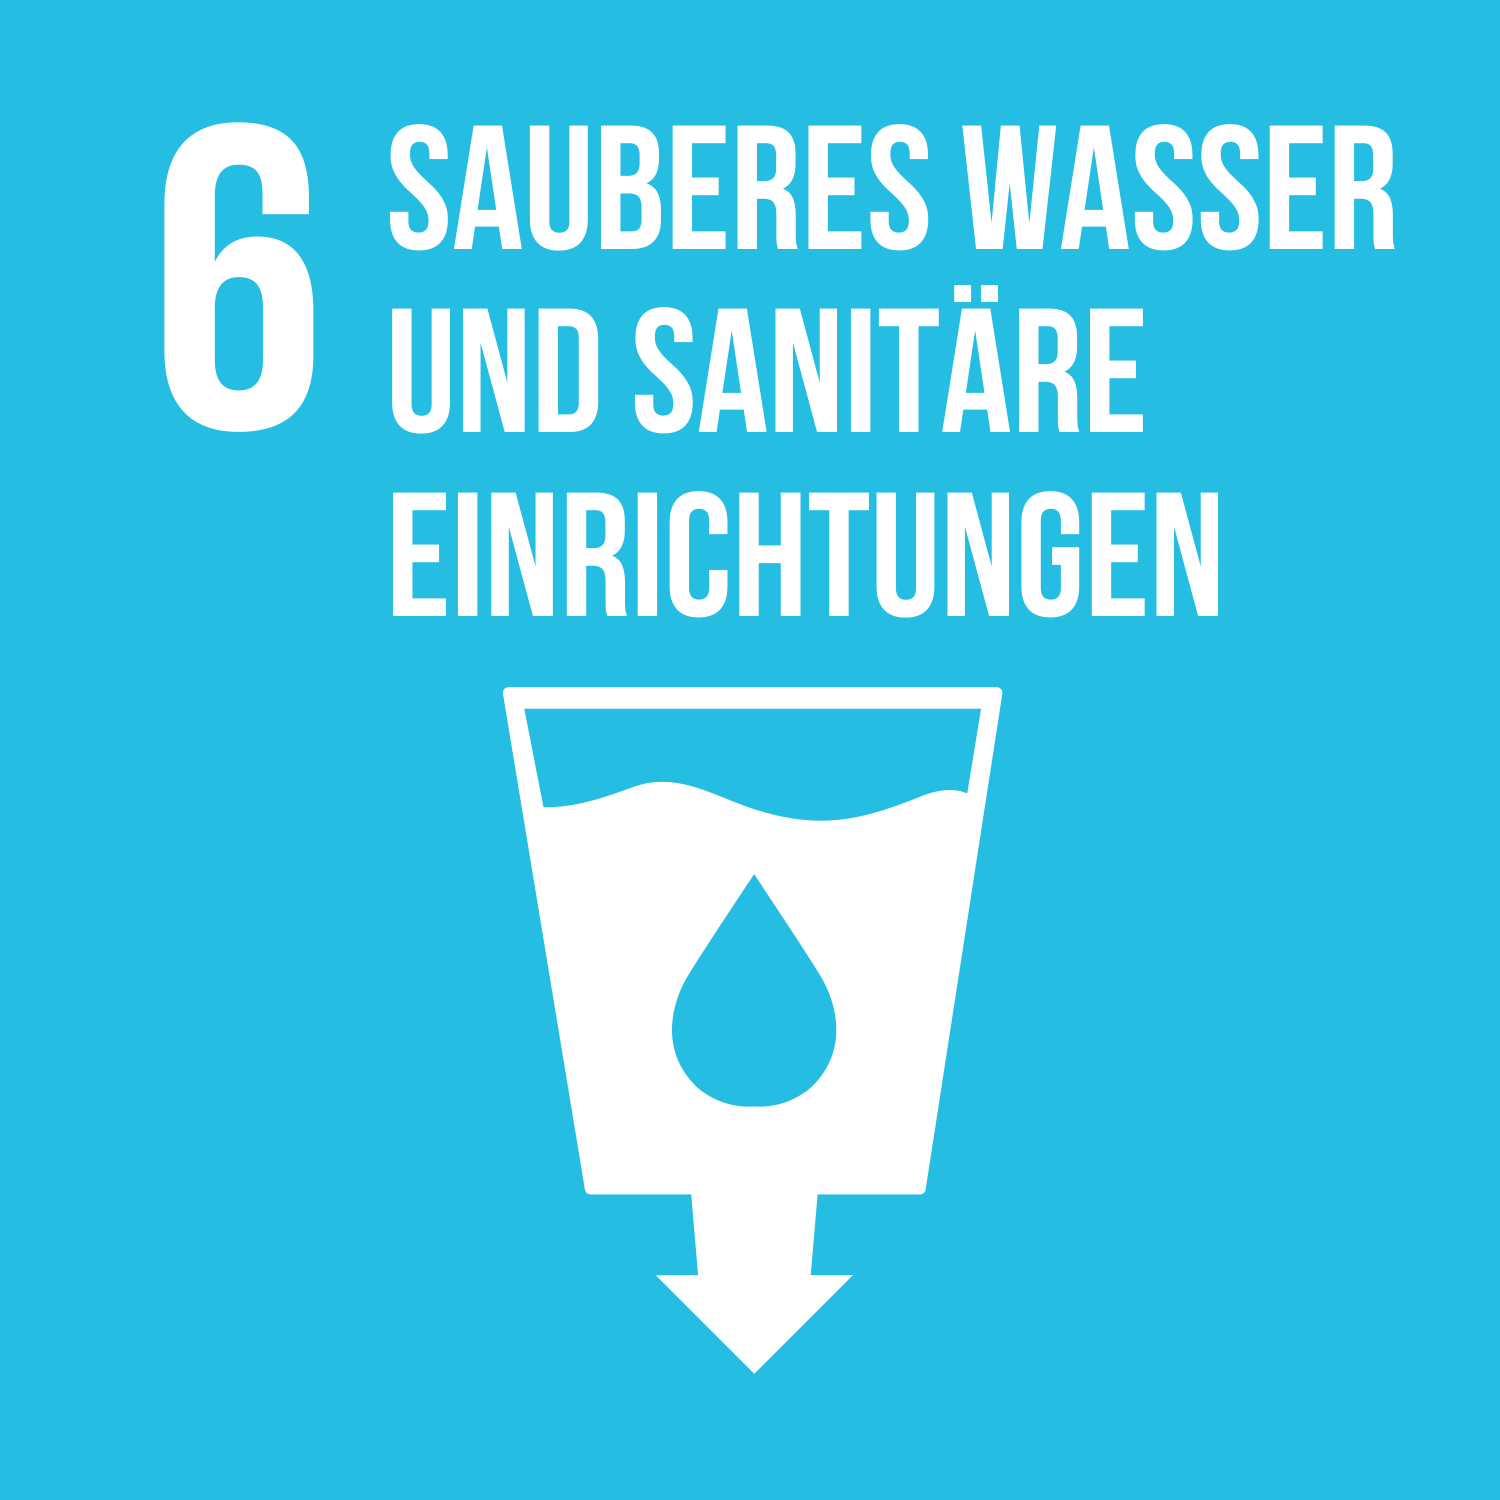 6
SAUBERES WASSER
UND SANITÄRE
EINRICHTUNGEN